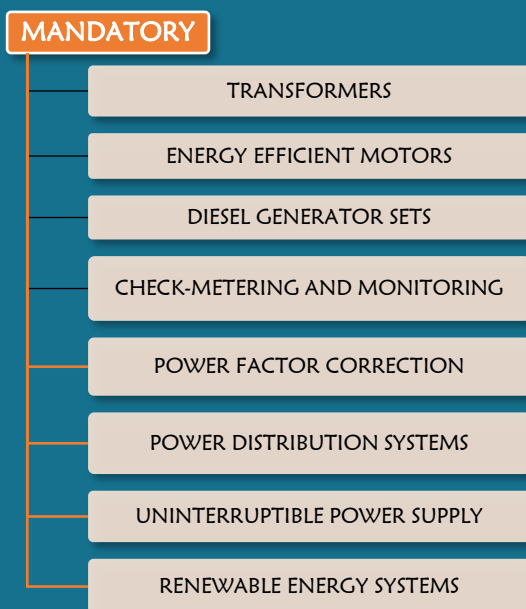 MANDATORY
TRANSFORMERS
ENERGY EFFICIENT MOTORS
DIESEL GENERATOR SETS
CHECK-METERING AND MONITORING
POWER FACTOR CORRECTION
POWER DISTRIBUTION SYSTEMS
UNINTERRUPTIBLE POWER SUPPLY
RENEWABLE ENERGY SYSTEMS